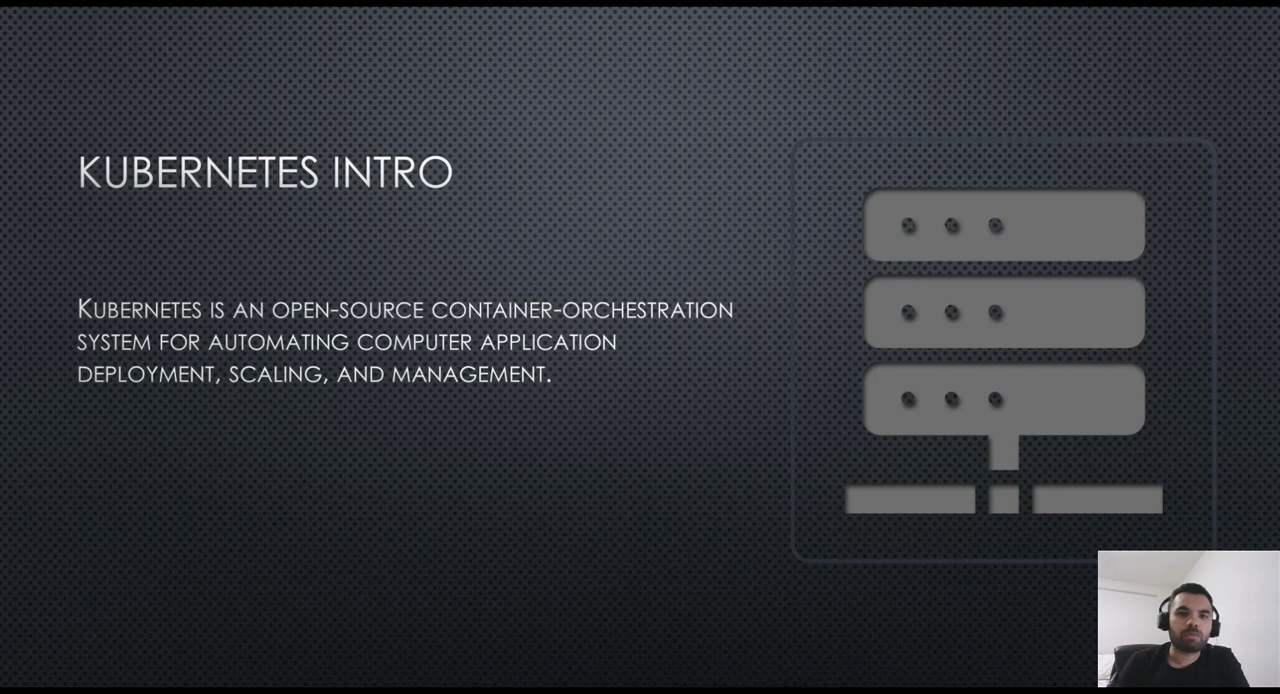 KUBERNETES INTRO
KUBERNETES IS AN OPEN-SOURCE CONTAINER-ORCHESTRATION
SYSTEM FOR AUTOMATING COMPUTER APPLICATION
DEPLOYMENT, SCALING, AND MANAGEMENT.